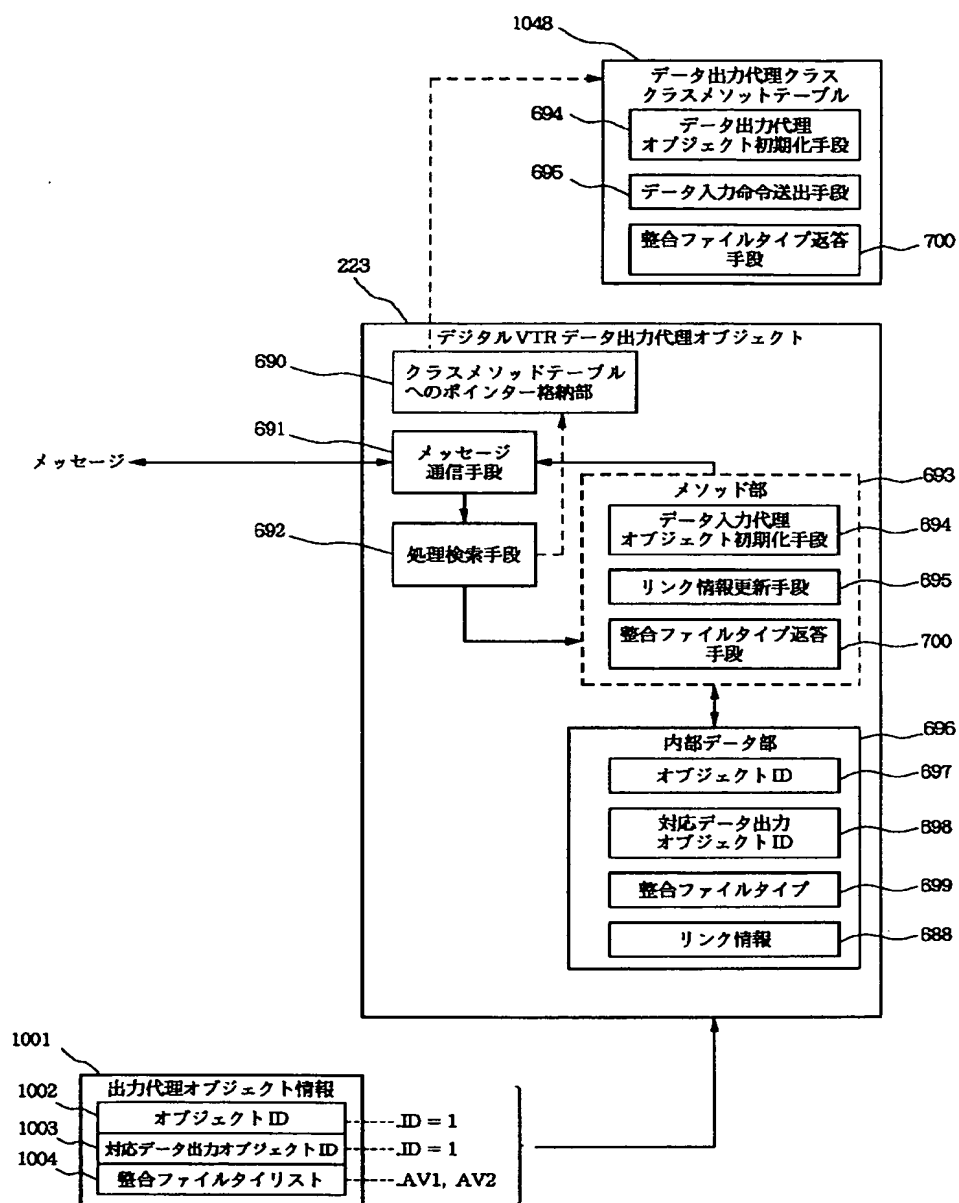 1048
データ出力代理クラス
クラスメソットテーブル
694
データ出力代理
オブジェクト初期化手段
695
データ入力命令送出手段
整合ファイルタイプ返答
手段
700
223
デジタルVTRデータ出力代理オブジェクト
690
クラスメソッドテーブル
へのポインター格納部
691
メッセージ
メッセージ
通信手段
693
メソッド部
692
処理検索手段
データ入力代理
オブジェクト初期化手段
694
リンク情報更新手段
695
整合ファイルタイプ返答
手段
700
696
内部データ部
オブジェクトID
697
対応データ出力
オブジェクトID
698
整合ファイルタイプ
699
リンク情報
688
1001
出力代理オブジェクト情報
1002
オブジェクトID
ID = 1
1003
対応データ出力オブジェクトID
ID = 1
1004
整合ファイルタイリスト
AV1, AV2